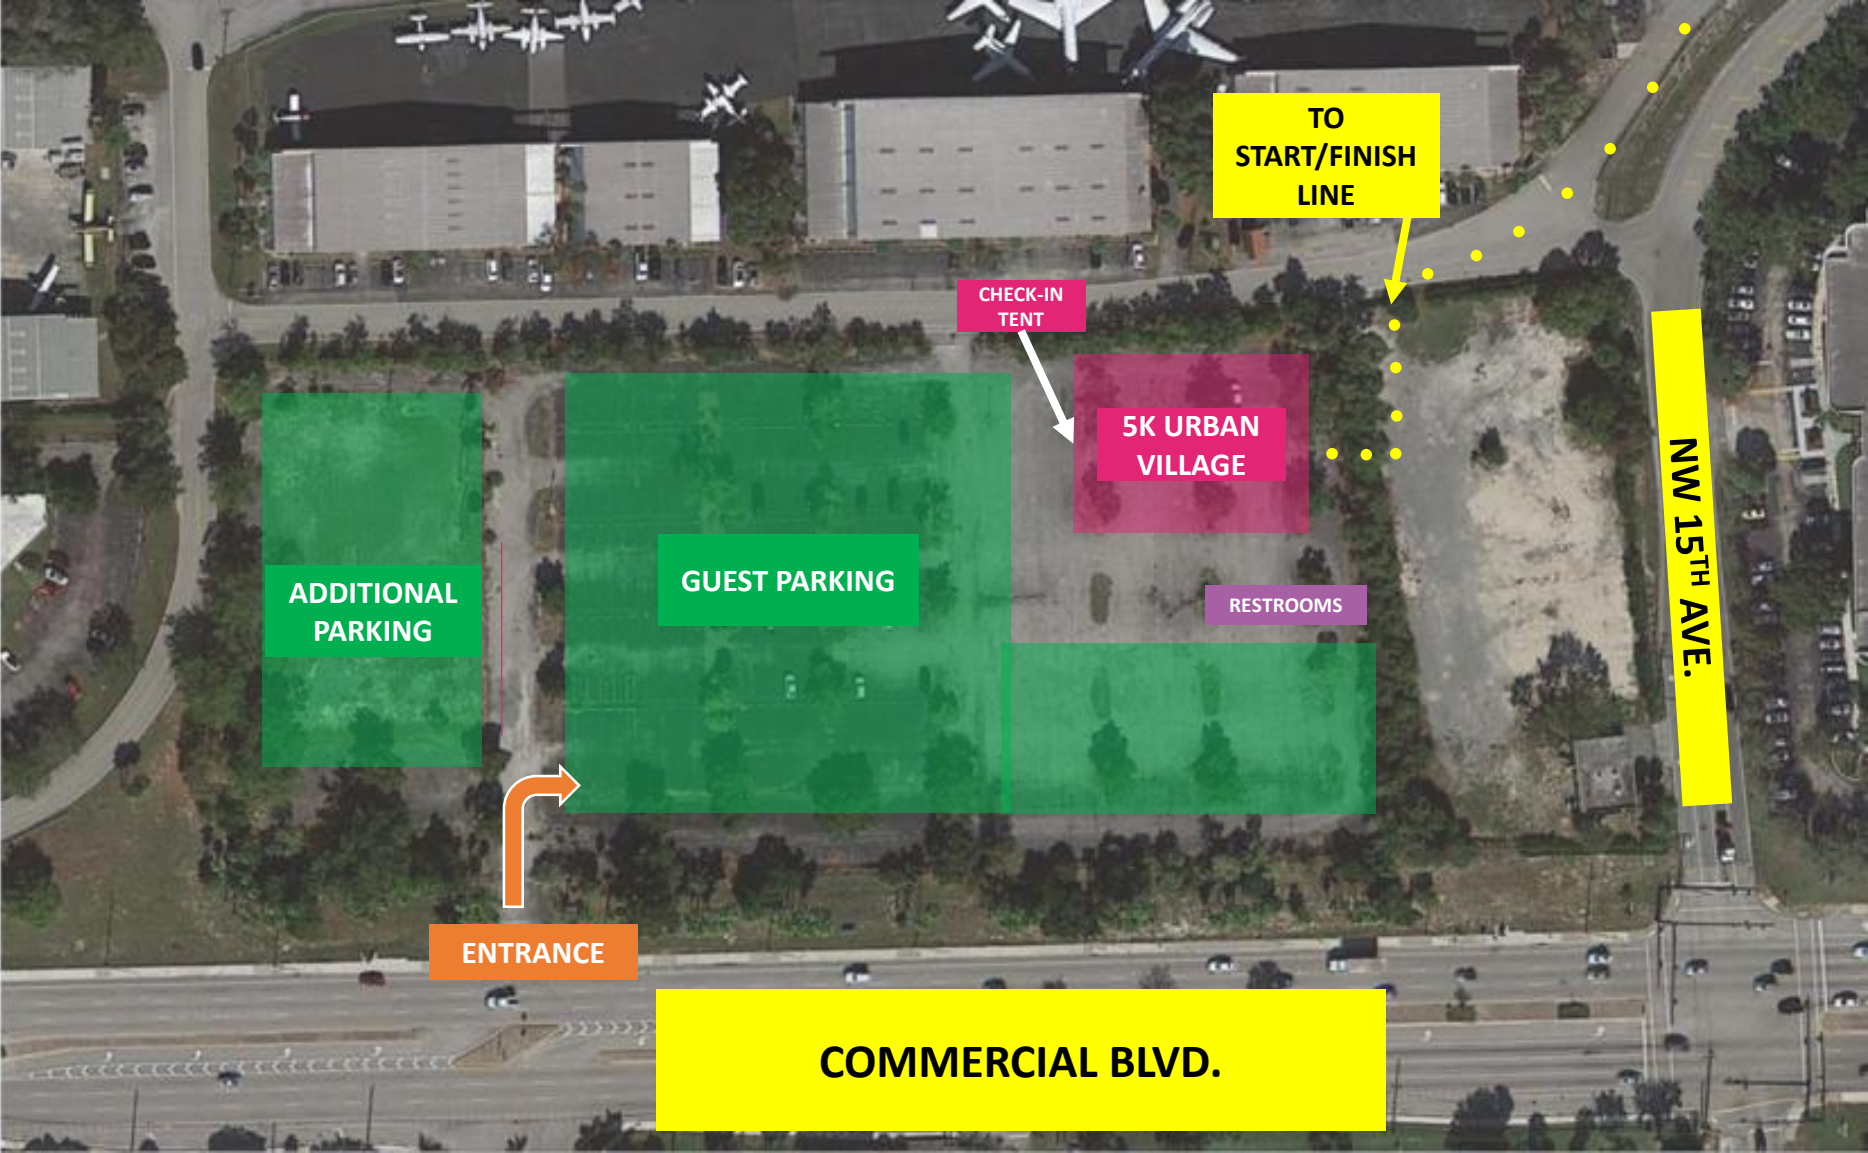 TO
START/FINISH
LINE
CHECK-IN
TENT
5K URBAN
VILLAGE
NW 15TH AVE.
GUEST PARKING
ADDITIONAL
PARKING
RESTROOMS
ENTRANCE
COMMERCIAL BLVD.